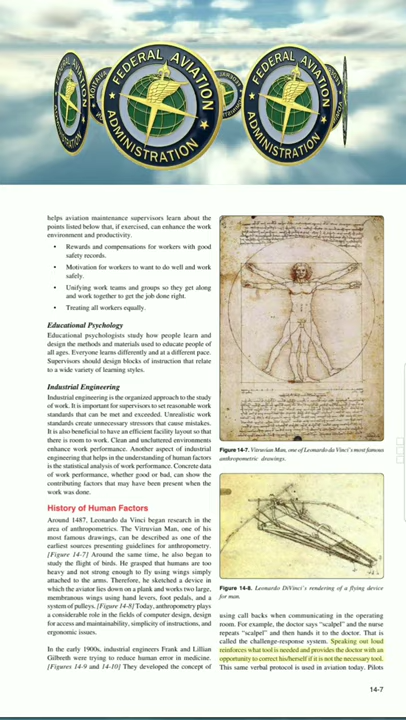 FEDERAL AVIATION
ADMINISTRATION
FEDERAL AVIATION
ADMINISTRATION
helps aviation maintenance supervisors learn about the
points listed below that, if exercised, can enhance the work
environment and productivity.
• Rewards and compensations for workers with good
safety records.
• Motivation for workers to want to do well and work
safely.
• Unifying work teams and groups so they get along
and work together to get the job done right.
• Treating all workers equally.
Educational Psychology
Educational psychologists study how people learn and
design the methods and materials used to educate people of
all ages. Everyone learns differently and at a different pace.
Supervisors should design blocks of instruction that relate
to a wide variety of learning styles.
Industrial Engineering
Industrial engineering is the organized approach to the study
of work. It is important for supervisors to set reasonable work
standards that can be met and exceeded. Unrealistic work
standards create unnecessary stressors that cause mistakes.
It is also beneficial to have an efficient facility layout so that
there is room to work. Clean and uncluttered environments
enhance work performance. Another aspect of industrial
engineering that helps in the understanding of human factors
is the statistical analysis of work performance. Concrete data
of work performance, whether good or bad, can show the
contributing factors that may have been present when the
work was done.
History of Human Factors
Around 1487, Leonardo da Vinci began research in the
area of anthropometrics. The Vitruvian Man, one of his
most famous drawings, can be described as one of the
earliest sources presenting guidelines for anthropometry.
[Figure 14-7] Around the same time, he also began to
study the flight of birds. He grasped that humans are too
heavy and not strong enough to fly using wings simply
attached to the arms. Therefore, he sketched a device in
which the aviator lies down on a plank and works two large,
membranous wings using hand levers, foot pedals, and a
system of pulleys. [Figure 14-8] Today, anthropometry plays
a considerable role in the fields of computer design, design
for access and maintainability, simplicity of instructions, and
ergonomic issues.
In the early 1900s, industrial engineers Frank and Lillian
Gilbreth were trying to reduce human error in medicine.
[Figures 14-9 and 14-10] They developed the concept of
Figure 14-7. Vitruvian Man, one of Leonardo da Vinci's most famous
anthropometric drawings.
Figure 14-8. Leonardo DiVinci's rendering of a flying device
for man.
using call backs when communicating in the operating
room. For example, the doctor says "scalpel" and the nurse
repeats "scalpel" and then hands it to the doctor. That is
called the challenge-response system. Speaking out loud
reinforces what tool is needed and provides the doctor with an
opportunity to correct his/herself if it is not the necessary tool.
This same verbal protocol is used in aviation today. Pilots
14-7